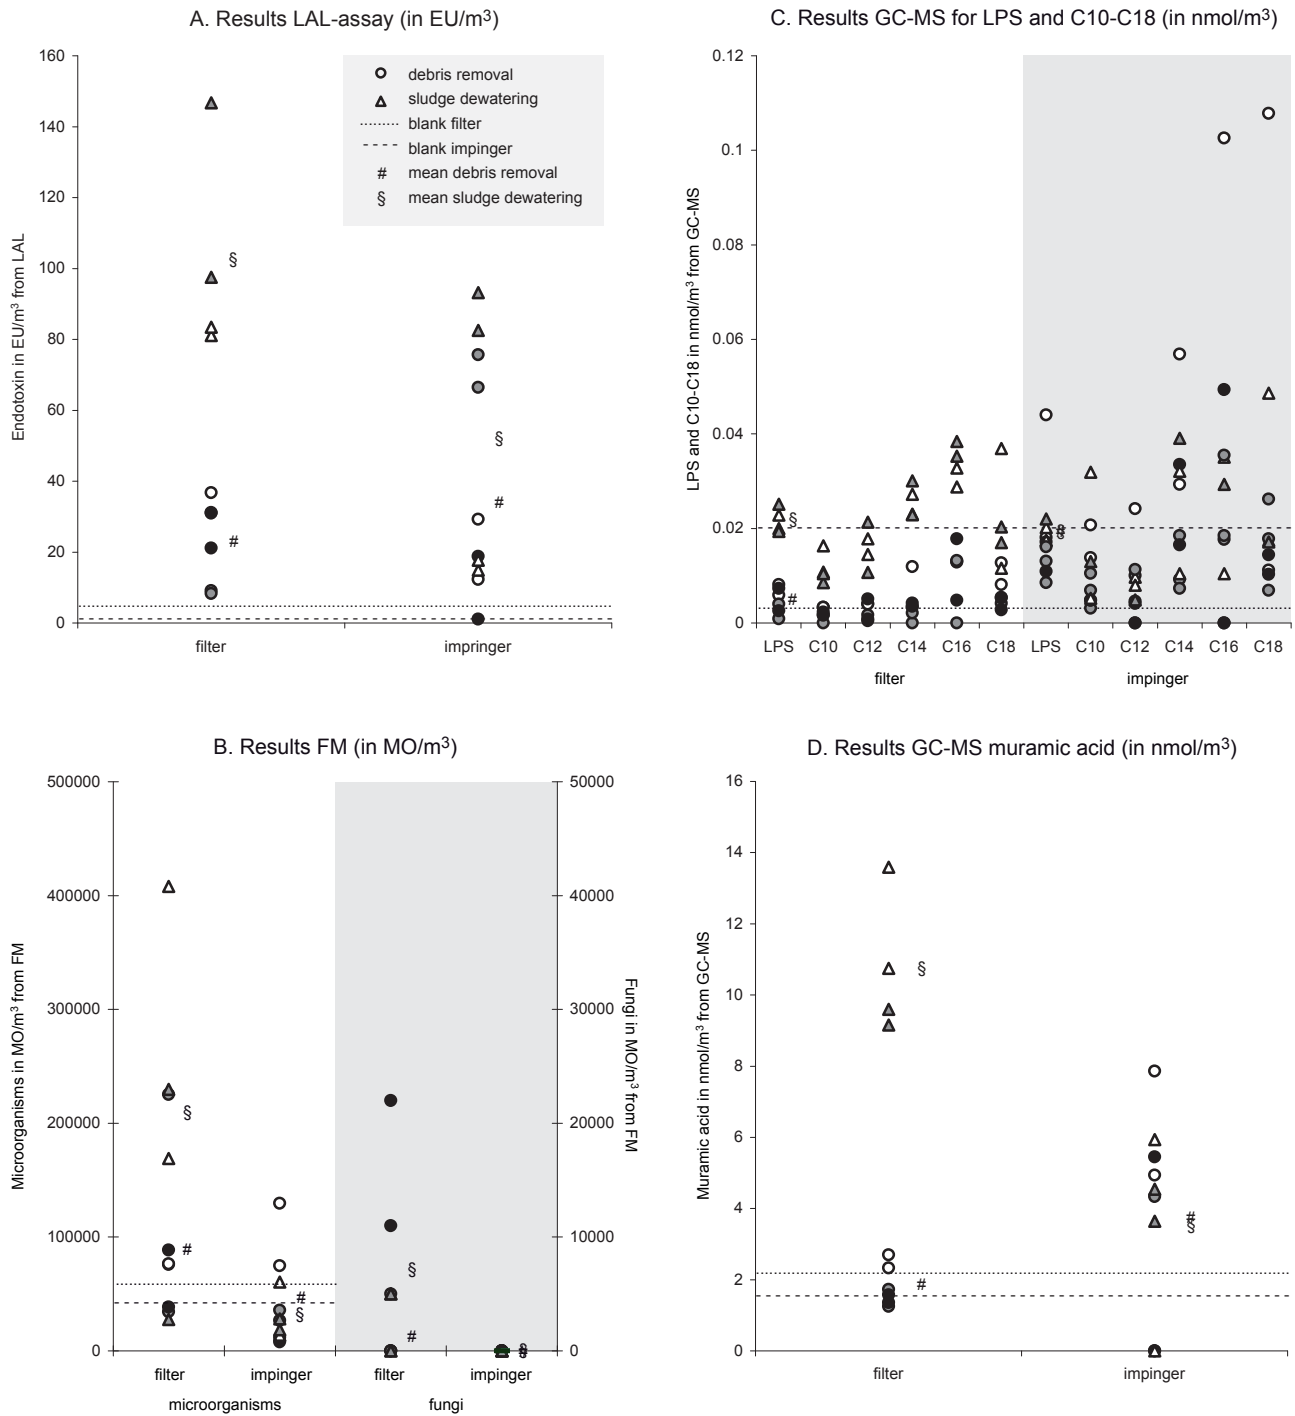 A. Results LAL-assay (in EU/m³)
160
140
120
100
80
60
40
20
0
Endotoxin in EU/m³ from LAL
debris removal
sludge dewatering
blank filter
blank impinger
# mean debris removal
§ mean sludge dewatering
§
#
§
#
filter
impringer
C. Results GC-MS for LPS and C10-C18 (in nmol/m³)
0.12
0.1
0.08
0.06
0.04
0.02
0
LPS and C10-C18 in nmol/m³ from GC-MS
§
#
#
§
LPS C10 C12 C14 C16 C18 LPS C10 C12 C14 C16 C18
filter
impinger
B. Results FM (in MO/m³)
500000
400000
300000
200000
100000
0
Microorganisms in MO/m³ from FM
50000
40000
30000
20000
10000
0
Fungi in MO/m³ from FM
§
#
#
§
§
#
§
#
filter impinger filter impinger
microorganisms fungi
D. Results GC-MS muramic acid (in nmol/m³)
16
14
12
10
8
6
4
2
0
Muramic acid in nmol/m³ from GC-MS
§
#
#
§
filter
impinger